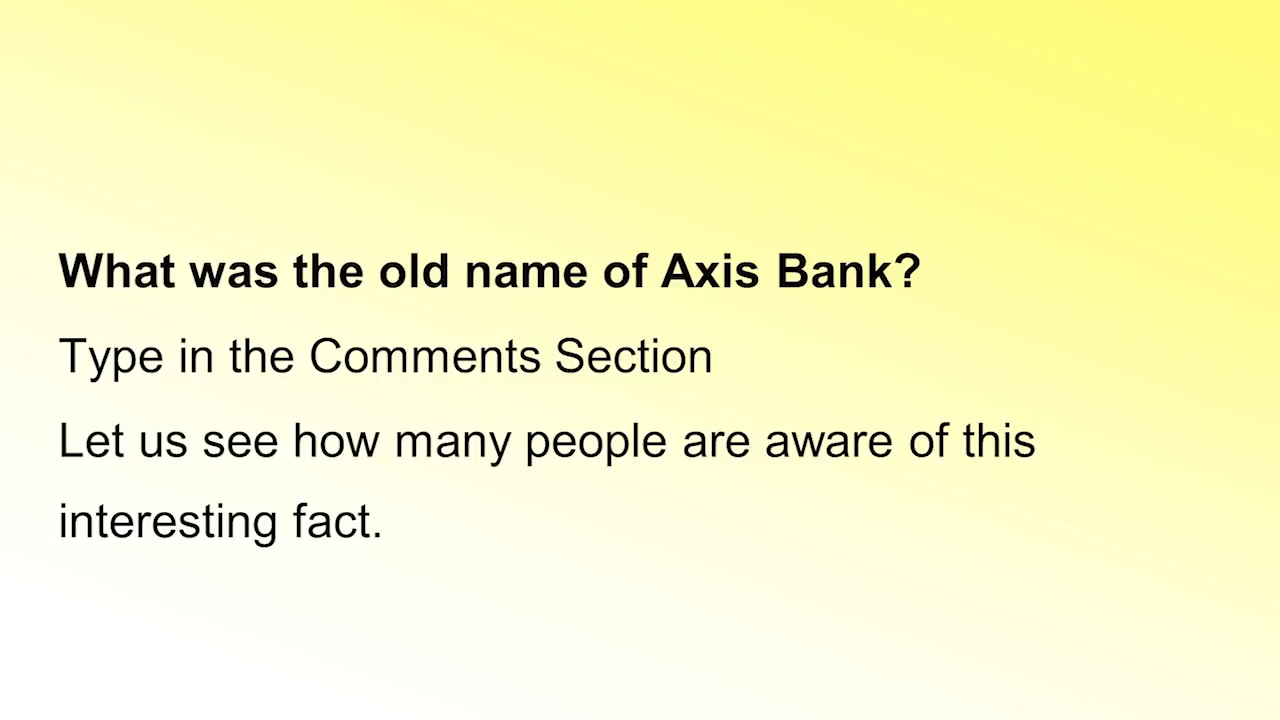 What was the old name of Axis Bank?
Type in the Comments Section
Let us see how many people are aware of this
interesting fact.